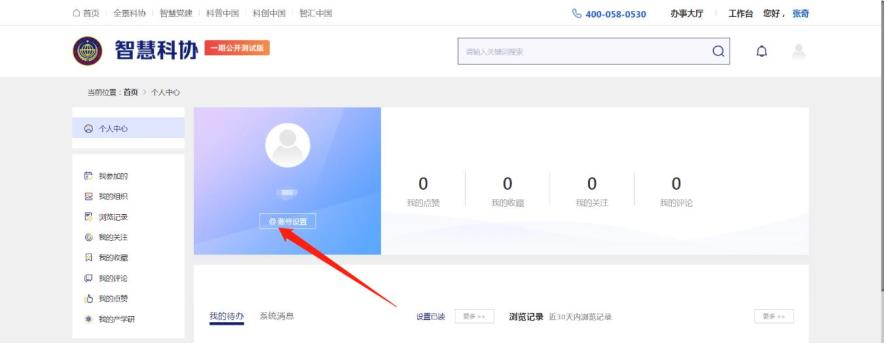 首页 全景科协 智慧党建 科普中国 科创中国 智汇中国 400-058-0530 办事大厅 工作台 您好， 张奇
智慧科协 一期公开测试版 请输入关键词搜索
当前位置：首页 > 个人中心
个人中心
我参加的
我的组织
浏览记录
我的关注
我的收藏
我的评论
我的点赞
我的产学研
账号设置
0 0 0 0
我的点赞 我的收藏 我的关注 我的评论
我的待办 系统消息 设置已读 更多 >> 浏览记录 近30天内浏览记录 更多 >>